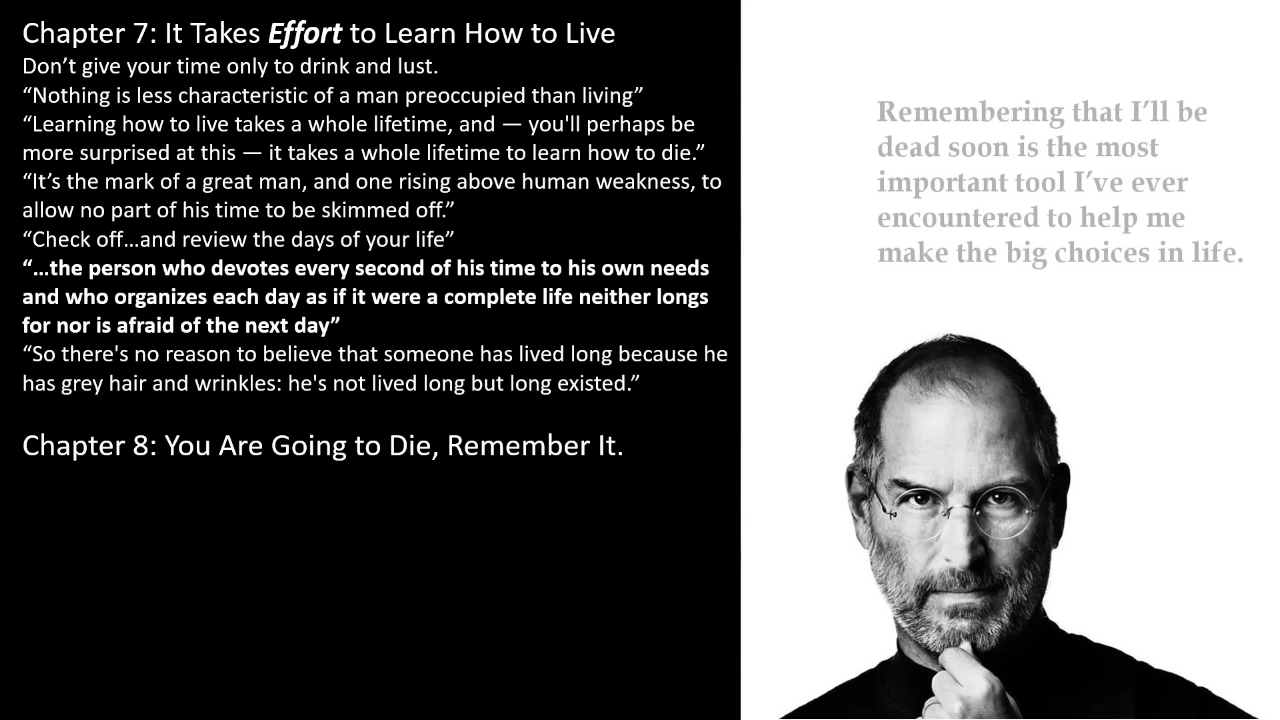 Chapter 7: It Takes Effort to Learn How to Live
Don’t give your time only to drink and lust.
“Nothing is less characteristic of a man preoccupied than living”
“Learning how to live takes a whole lifetime, and — you'll perhaps be
more surprised at this — it takes a whole lifetime to learn how to die.”
“It’s the mark of a great man, and one rising above human weakness, to
allow no part of his time to be skimmed off.”
“Check off…and review the days of your life”
“…the person who devotes every second of his time to his own needs
and who organizes each day as if it were a complete life neither longs
for nor is afraid of the next day”
“So there's no reason to believe that someone has lived long because he
has grey hair and wrinkles: he's not lived long but long existed.”
Chapter 8: You Are Going to Die, Remember It.
Remembering that I’ll be
dead soon is the most
important tool I’ve ever
encountered to help me
make the big choices in life.